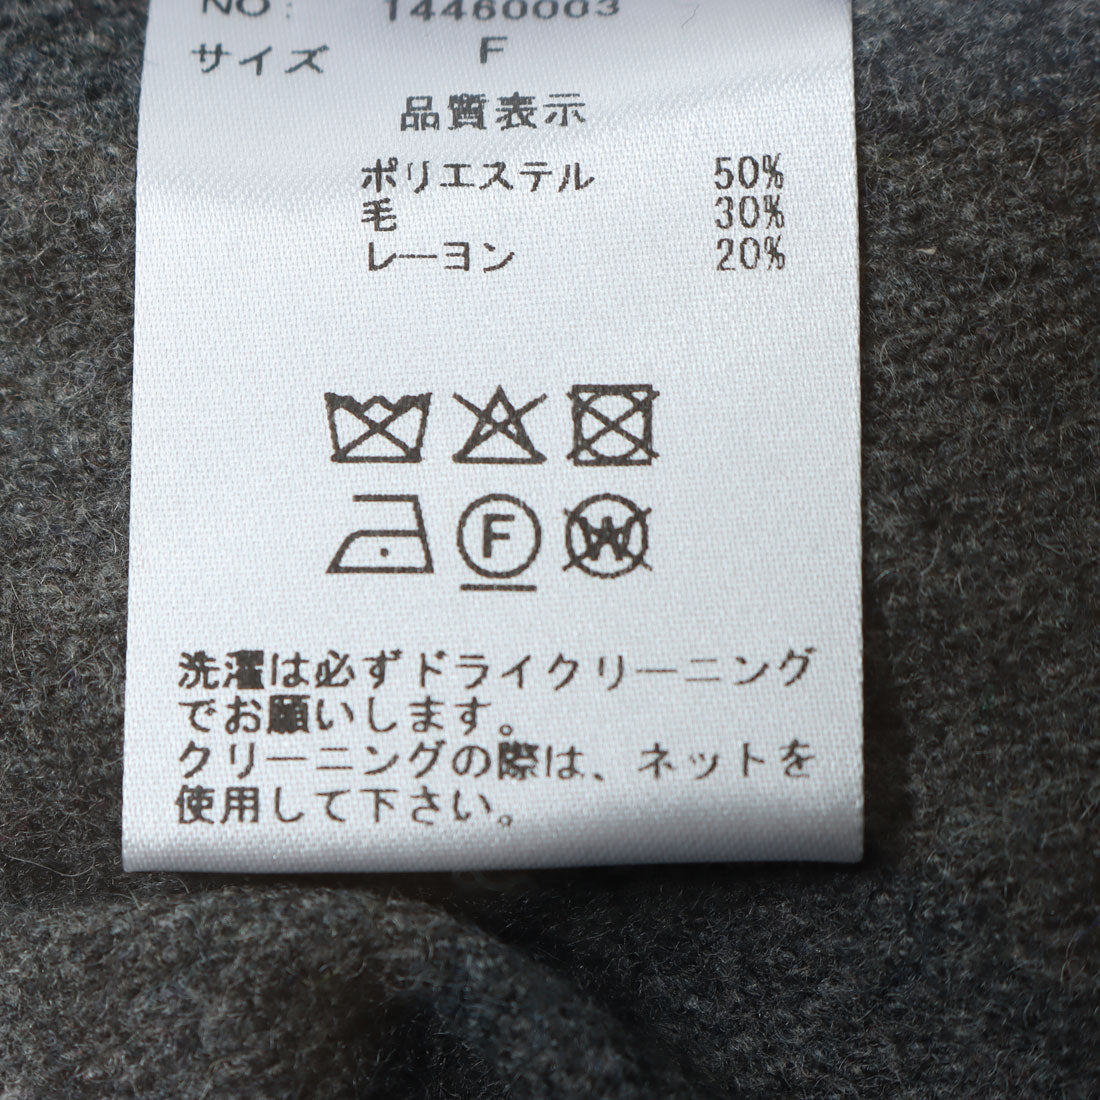 NO: 14460003
サイズ F
品質表示
ポリエステル 50%
毛 30%
レーヨン 20%
F W
洗濯は必ずドライクリーニング
でお願いします。
クリーニングの際は、ネットを
使用して下さい。